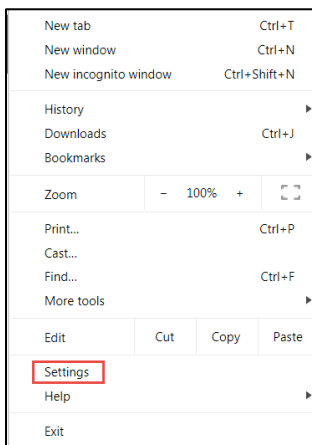 New tab Ctrl+T
New window Ctrl+N
New incognito window Ctrl+Shift+N
History
Downloads Ctrl+J
Bookmarks
Zoom - 100% +
Print... Ctrl+P
Cast...
Find... Ctrl+F
More tools
Edit Cut Copy Paste
Settings
Help
Exit